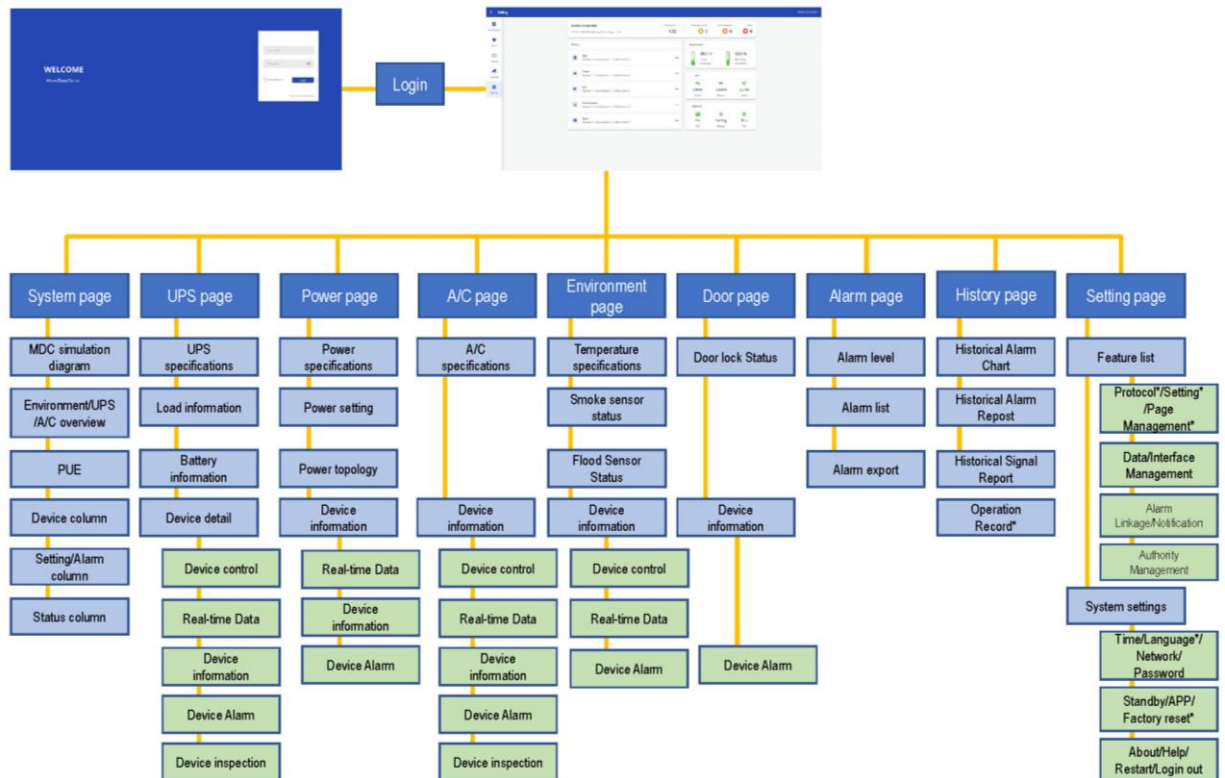 WELCOME
Login
System page
UPS page
Power page
A/C page
Environment
page
Door page
Alarm page
History page
Setting page
MDC simulation
diagram
Environment/UPS
/A/C overview
PUE
Device column
Setting/Alarm
column
Status column
UPS
specifications
Load information
Battery
information
Device detail
Device control
Real-time Data
Device
information
Device Alarm
Device inspection
Power
specifications
Power setting
Power topology
Device
information
Real-time Data
Device
information
Device Alarm
A/C
specifications
Device
information
Device control
Real-time Data
Device
information
Device Alarm
Device inspection
Temperature
specifications
Smoke sensor
status
Flood Sensor
Status
Device
information
Device control
Real-time Data
Device Alarm
Door lock Status
Device
information
Device Alarm
Alarm level
Alarm list
Alarm export
Historical Alarm
Chart
Historical Alarm
Repost
Historical Signal
Report
Operation
Record*
Feature list
Protocol*/Setting*
/Page
Management*
Data/Interface
Management
Alarm
Linkage/Notification
Authority
Management
System settings
Time/Language*/
Network/
Password
Standby/APP/
Factory reset*
About/Help/
Restart/Login out